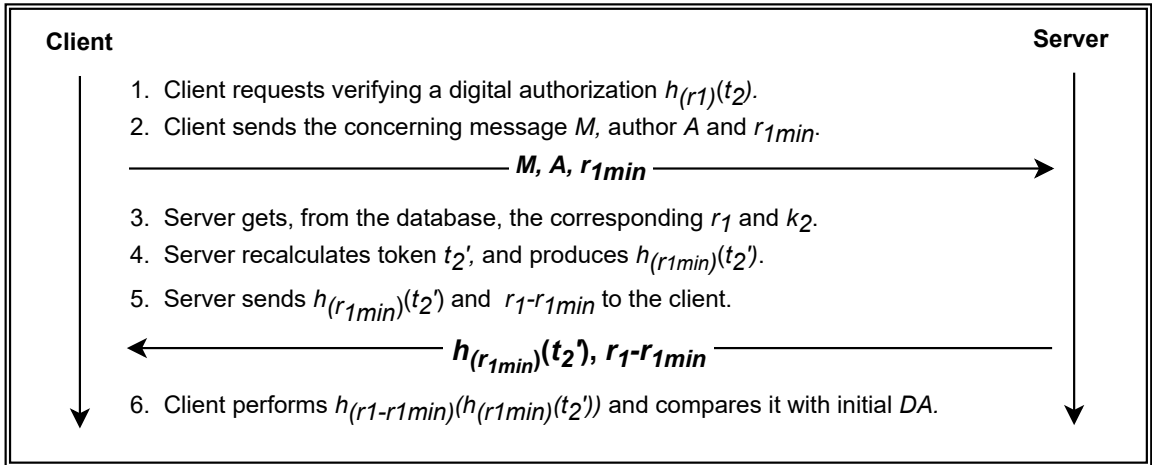 Client
Server
1. Client requests verifying a digital authorization h(r1)(t2).
2. Client sends the concerning message M, author A and r1min.
M, A, r1min
3. Server gets, from the database, the corresponding r1 and k2.
4. Server recalculates token t2', and produces h(r1min)(t2').
5. Server sends h(r1min)(t2') and r1-r1min to the client.
h(r1min)(t2'), r1-r1min
6. Client performs h(r1-r1min)(h(r1min)(t2')) and compares it with initial DA.